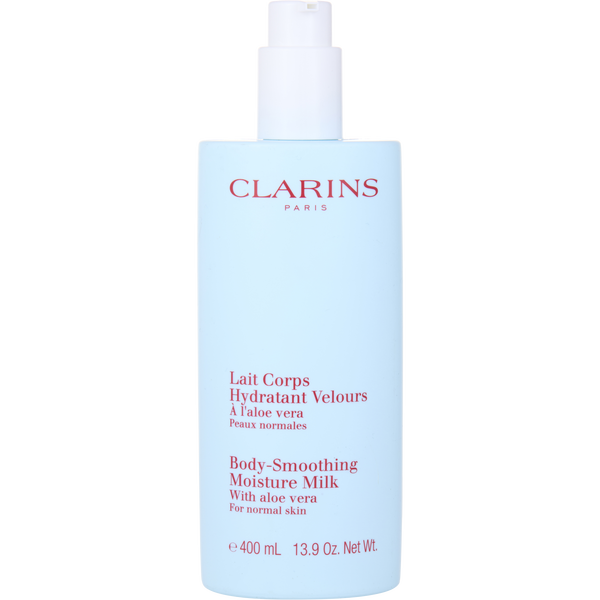 CLARINS
PARIS
Lait Corps
Hydratant Velours
À l'aloe vera
Peaux normales
Body-Smoothing
Moisture Milk
With aloe vera
For normal skin
℮ 400 mL 13.9 Oz. Net Wt.